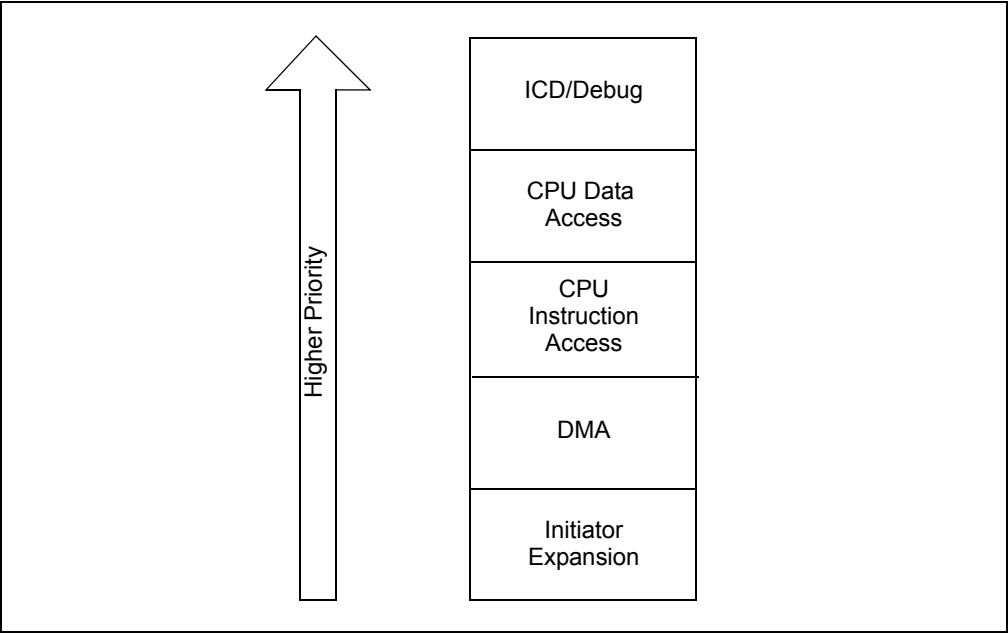 Higher Priority
ICD/Debug
CPU Data
Access
CPU
Instruction
Access
DMA
Initiator
Expansion